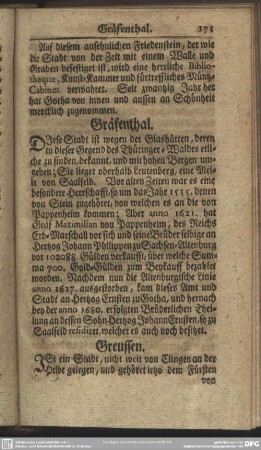 Gräfenthal. 171
Auf diesem ansehnlichen Friedenstein, der wie
die Stadt von der Zeit mit einem Walle und
Graben befestiget ist, wird eine herrliche Biblio-
theque, Kunst-Kammer und fürtreffliches Müntz-
Cabinet verwahret. Seit zwantzig Jahr her
hat Gotha von innen und aussen an Schönheit
mercklich zugenommen.
Gräfenthal.
DIese Stadt ist wegen der Glashütten, deren
in dieser Gegend des Thüringer-Waldes etli-
che zu finden, bekannt, und mit hohen Bergen um-
geben; Sie lieget oberhalb Leutenberg, eine Mei-
le von Saalfeld. Vor alten Zeiten war es eine
besondere Herrschafft, so um das Jahr 1515. denen
von Stein zugehöret, von welchen es an die von
Pappenheim kommen; Aber anno 1621. hat
Graf Maximilian von Pappenheim, des Reichs
Erb-Marschall vor sich und seine Brüder selbige an
Hertzog Johann Philippen zu Sachsen-Altenburg
vor 102088. Gülden verkaufft, über welche Sum-
ma 700. Gold-Gülden zum Weykauff bezahlet
worden. Nachdem nun die Altenburgische Linie
anno 1672. ausgestorben, kam dieses Amt und
Stadt an Hertzog Ernsten zu Gotha, und hernach
bey der anno 1680. erfolgten Brüderlichen Thei-
lung an dessen Sohn Hertzog Johann Ernsten, so zu
Saalfeld residiret, welcher es auch noch besitzet.
Greussen.
IST ein Stadt, nicht weit von Clingen an der
Helbe gelegen, und gehöret ietzo dem Fürsten
von